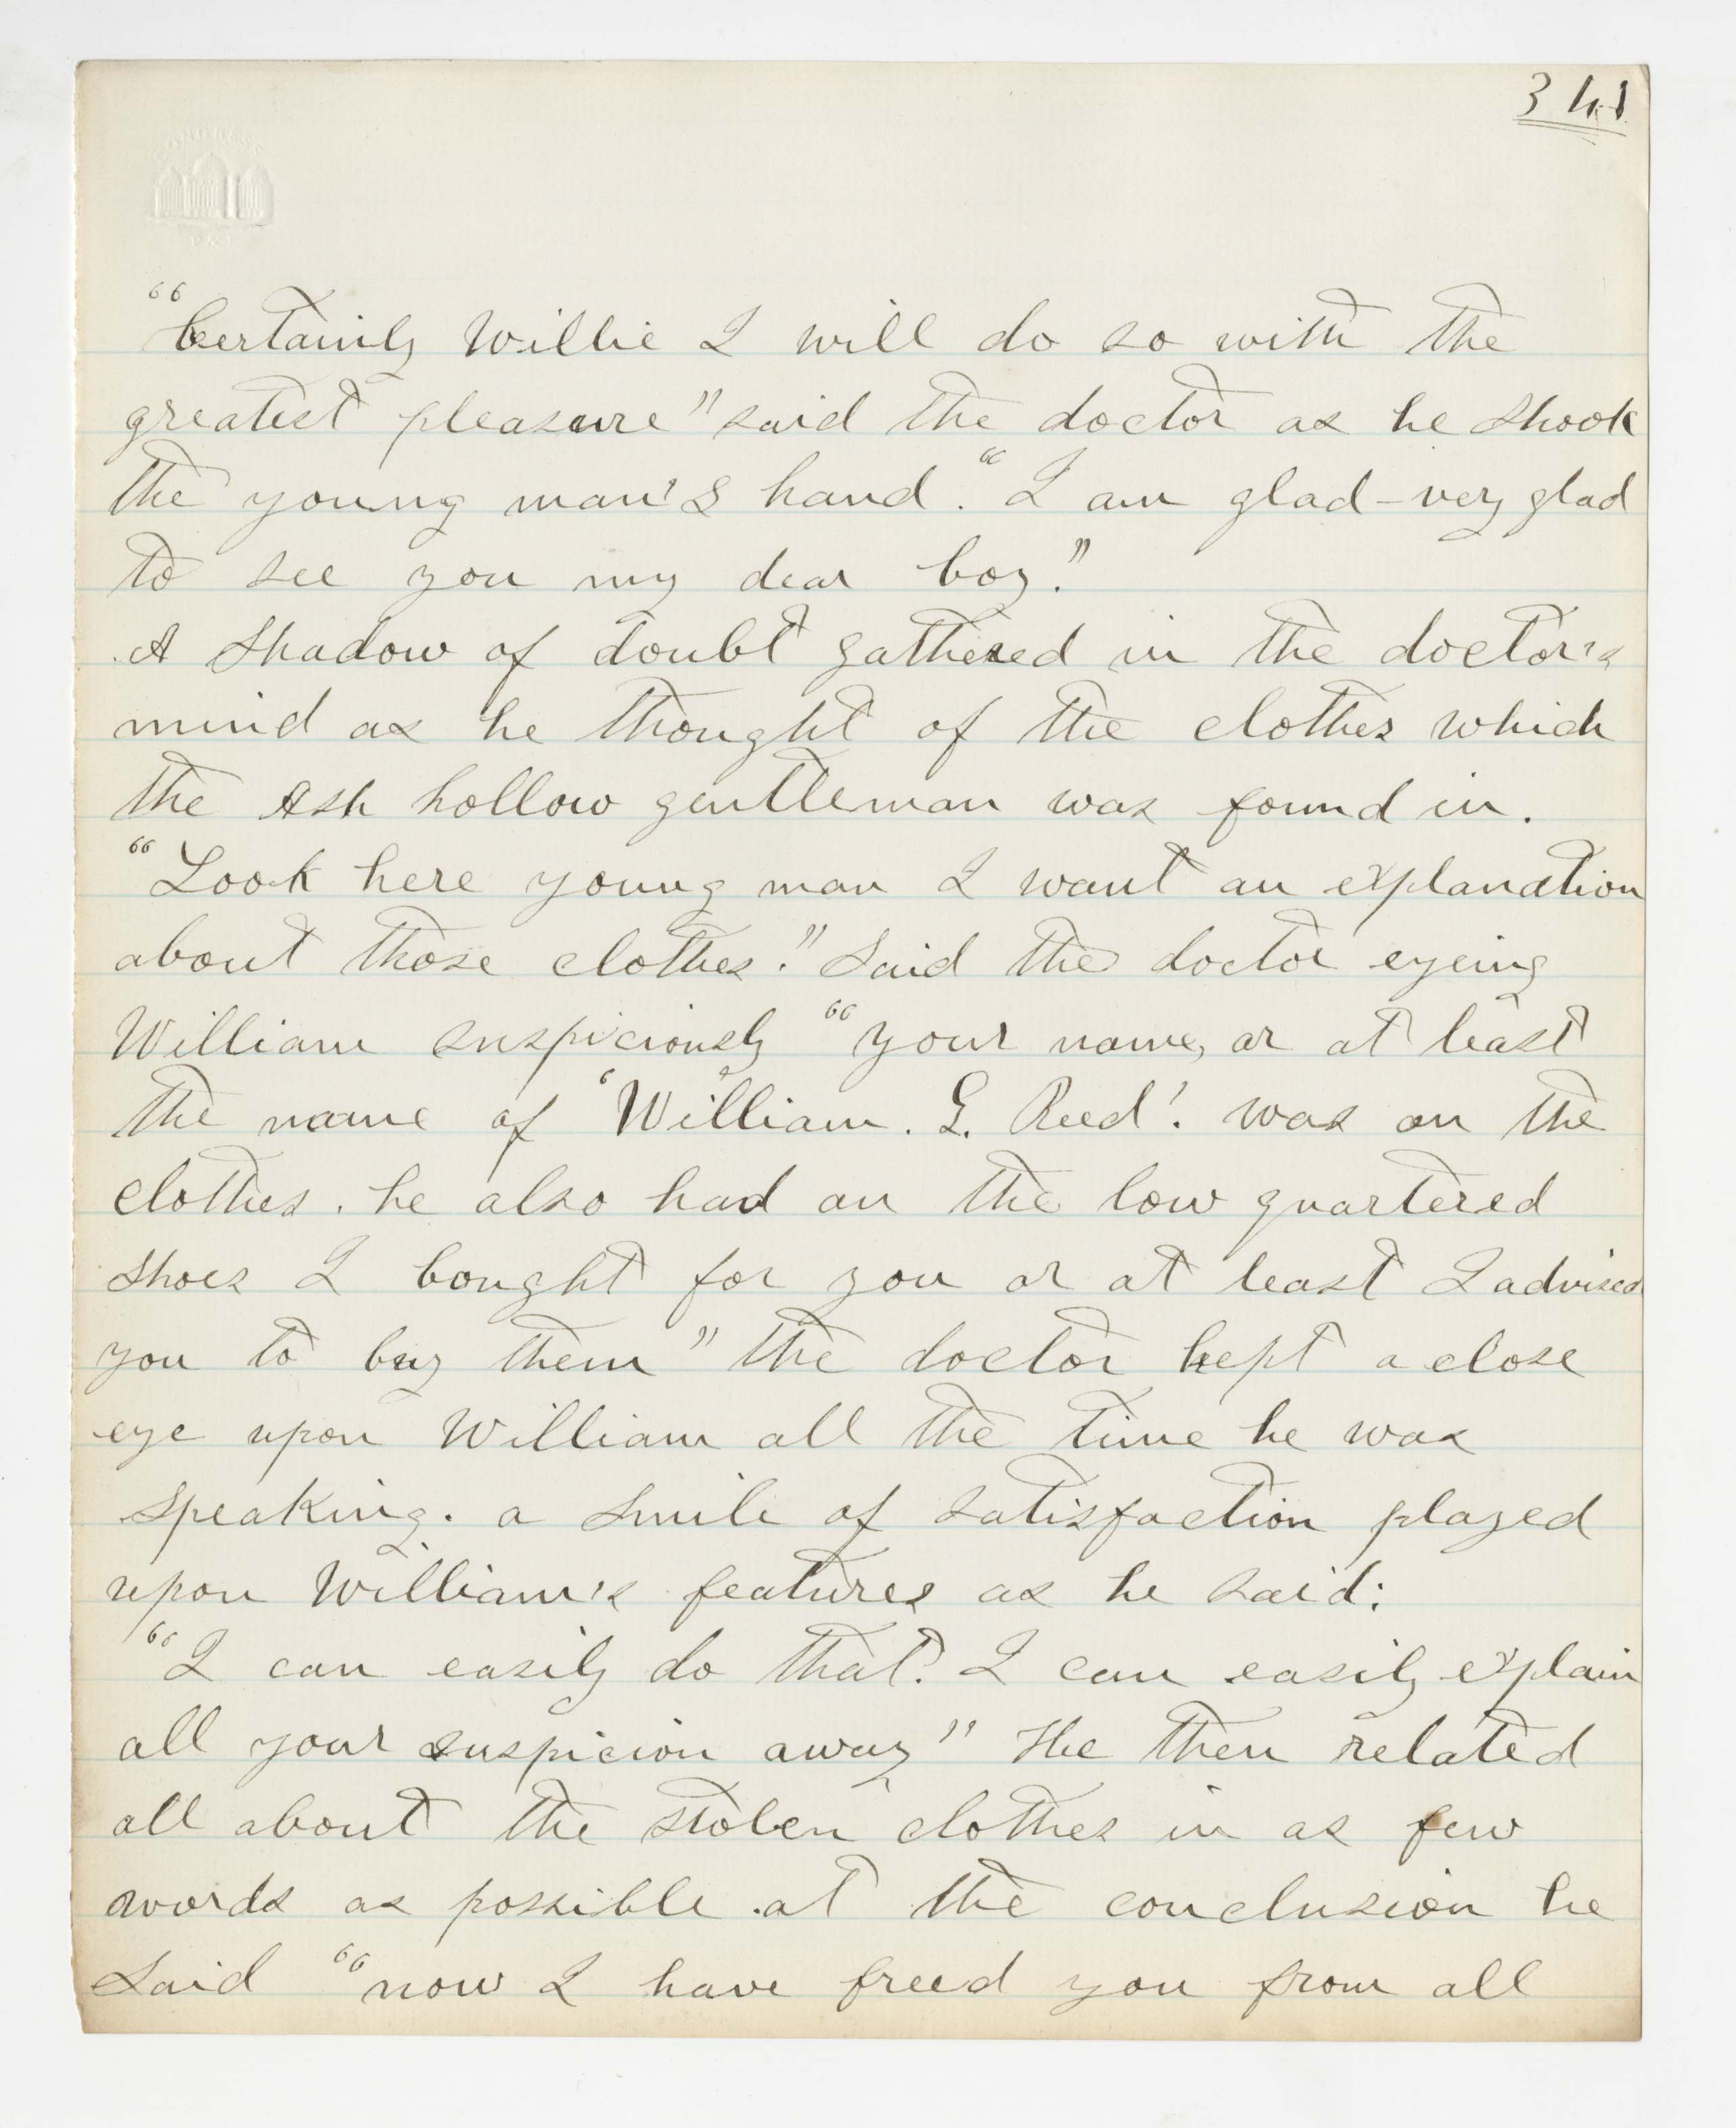 341
"Certainly Willie I will do so with the
greatest pleasure" said the doctor as he shook
the young man's hand. "I am glad - very glad
to see you my dear boy."
A shadow of doubt gathered in the doctor's
mind as he thought of the clothes which
the Ash hollow gentleman was found in.
"Look here young man I want an explanation
about those clothes." Said the doctor eyeing
William suspiciously "your name, or at least
the name of 'William. G. Reed'. was on the
clothes. he also had on the low quartered
shoes I bought for you or at least I advised
you to buy them" the doctor kept a close
eye upon William all the time he was
speaking. a smile of satisfaction played
upon William's features as he said:
"I can easily do that. I can easily explain
all your suspicion away" He then related
all about the stolen clothes in as few
words as possible. at the conclusion he
said "now I have freed you from all